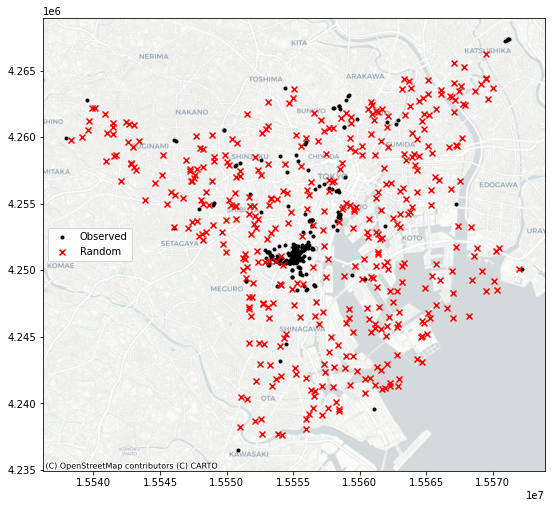 1e6
KITA
KATSUSHIKA
4.265
NERIMA
TOSHIMA
ARAKAWA
NAKANO
BUNKYO
4.260
SUMIDA
MITAKA
CHIYODA
TOKYO
EDOGAWA
4.255
Observed
KOTO
Random
SETAGAYA
KOMAE
4.250
MEGURO
SHINAGAWA
4.245
4.240
OTA
KAWASAKI
(C) OpenStreetMap contributors (C) CARTO
4.235
1.5540 1.5545 1.5550 1.5555 1.5560 1.5565 1.5570
1e7